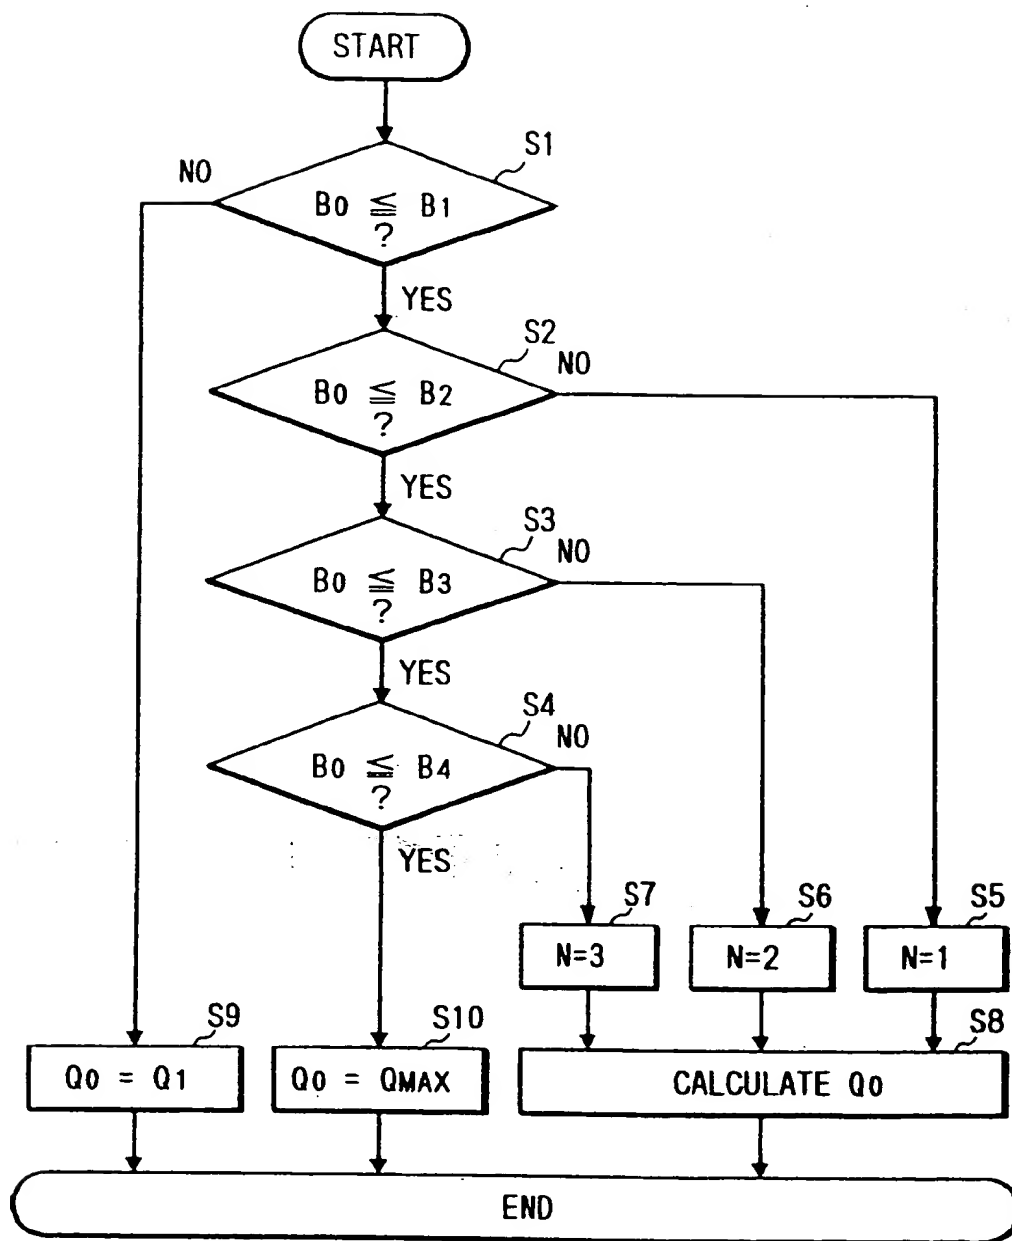 START
S1
NO
B0 ≦ B1
?
YES
S2
NO
B0 ≦ B2
?
YES
S3
NO
B0 ≦ B3
?
YES
S4
NO
B0 ≦ B4
?
YES
S7
S6
S5
N=3
N=2
N=1
S9
S10
S8
Q0 = Q1
Q0 = QMAX
CALCULATE Q0
END